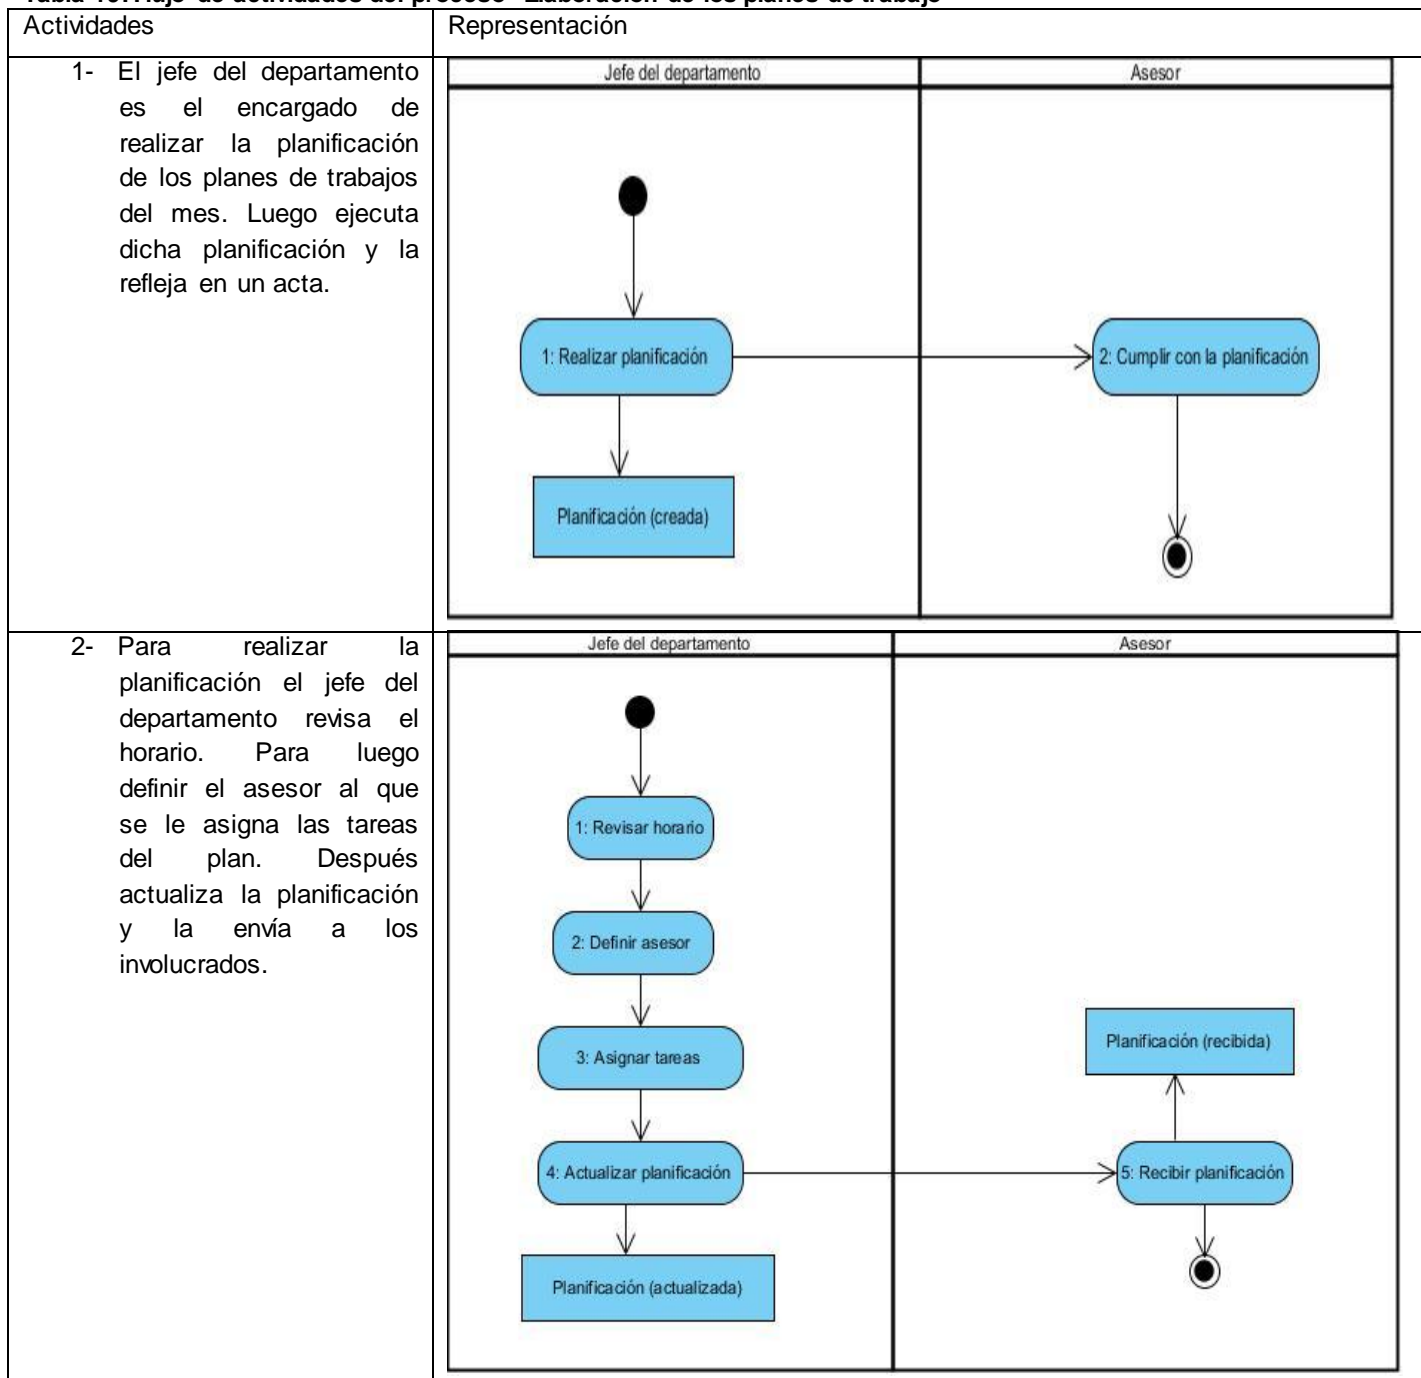 Actividades
Representación
1- El jefe del departamento
es el encargado de
realizar la planificación
de los planes de trabajos
del mes. Luego ejecuta
dicha planificación y la
refleja en un acta.
Jefe del departamento
Asesor
1: Realizar planificación
2: Cumplir con la planificación
Planificación (creada)
2- Para realizar la
planificación el jefe del
departamento revisa el
horario. Para luego
definir el asesor al que
se le asigna las tareas
del plan. Después
actualiza la planificación
y la envía a los
involucrados.
Jefe del departamento
Asesor
1: Revisar horario
2: Definir asesor
3: Asignar tareas
Planificación (recibida)
4: Actualizar planificación
5: Recibir planificación
Planificación (actualizada)